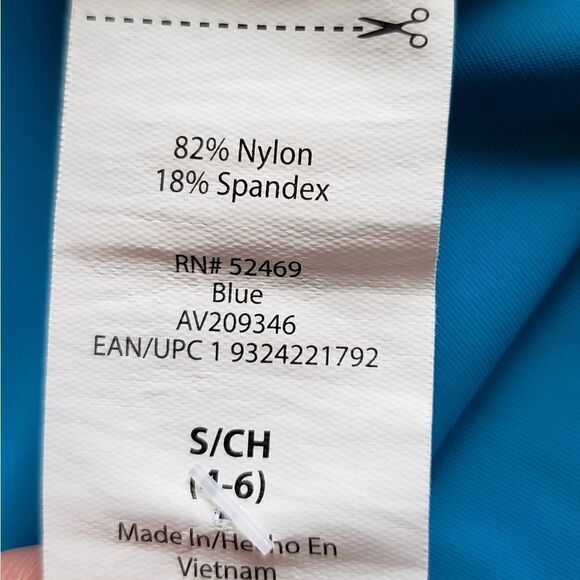 82% Nylon
18% Spandex
RN# 52469
Blue
AV209346
EAN/UPC 1 9324221792
S/CH
(4-6)
Made In/Hecho En
Vietnam